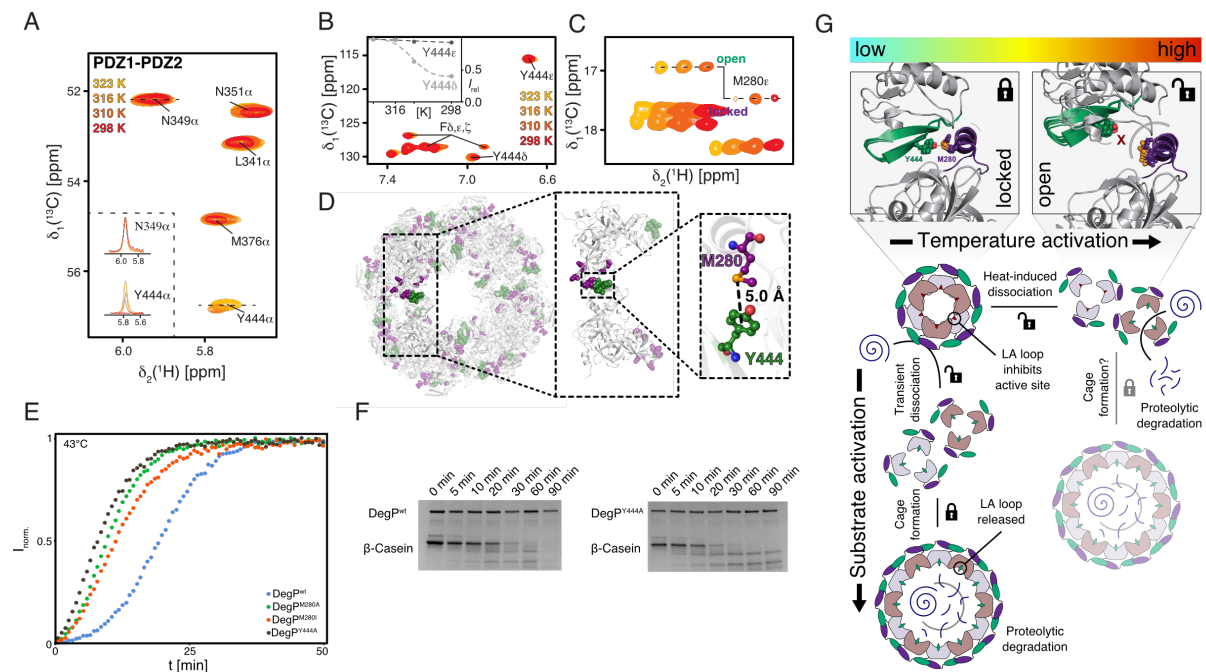 A
PDZ1-PDZ2
323 K
316 K
310 K
298 K
N351α
N349α
L341α
M376α
Y444α
N349α
6.0 5.8
Y444α
5.8 5.6
52
54
56
6.0 5.8
δ₁(¹³C) [ppm]
δ₂(¹H) [ppm]
B
Y444ε
Y444δ
0.5
0.0
I rel
316 298
[K]
Y444ε
323 K
316 K
310 K
298 K
Fδ,ε,ζ
Y444δ
110
120
130
7.4 7.0 6.6
δ₁(¹³C) [ppm]
C
open
M280ε
locked
17
18
δ₁(¹³C) [ppm]
δ₂(¹H) [ppm]
D
M280
5.0 Å
Y444
E
43°C
1
0.5
0
0 25 50
I norm.
t [min]
DegPwt
DegPM280A
DegPM280I
DegPY444A
F
0 min
5 min
10 min
20 min
30 min
60 min
90 min
DegPwt
β-Casein
0 min
5 min
10 min
20 min
30 min
60 min
90 min
DegPY444A
β-Casein
G
low high
Y444 M280
locked
X
open
Temperature activation
Substrate activation
Heat-induced
dissociation
LA loop
inhibits
active site
Transient
dissociation
Cage
formation?
Proteolytic
degradation
Cage
formation
LA loop
released
Proteolytic
degradation